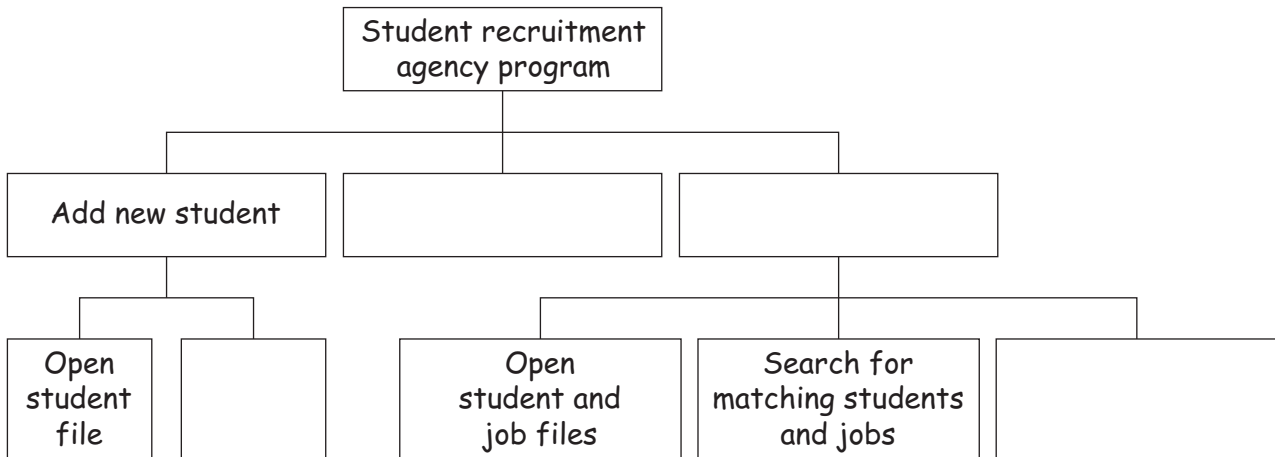 Student recruitment
agency program
Add new student
Open
student
file
Open
student and
job files
Search for
matching students
and jobs